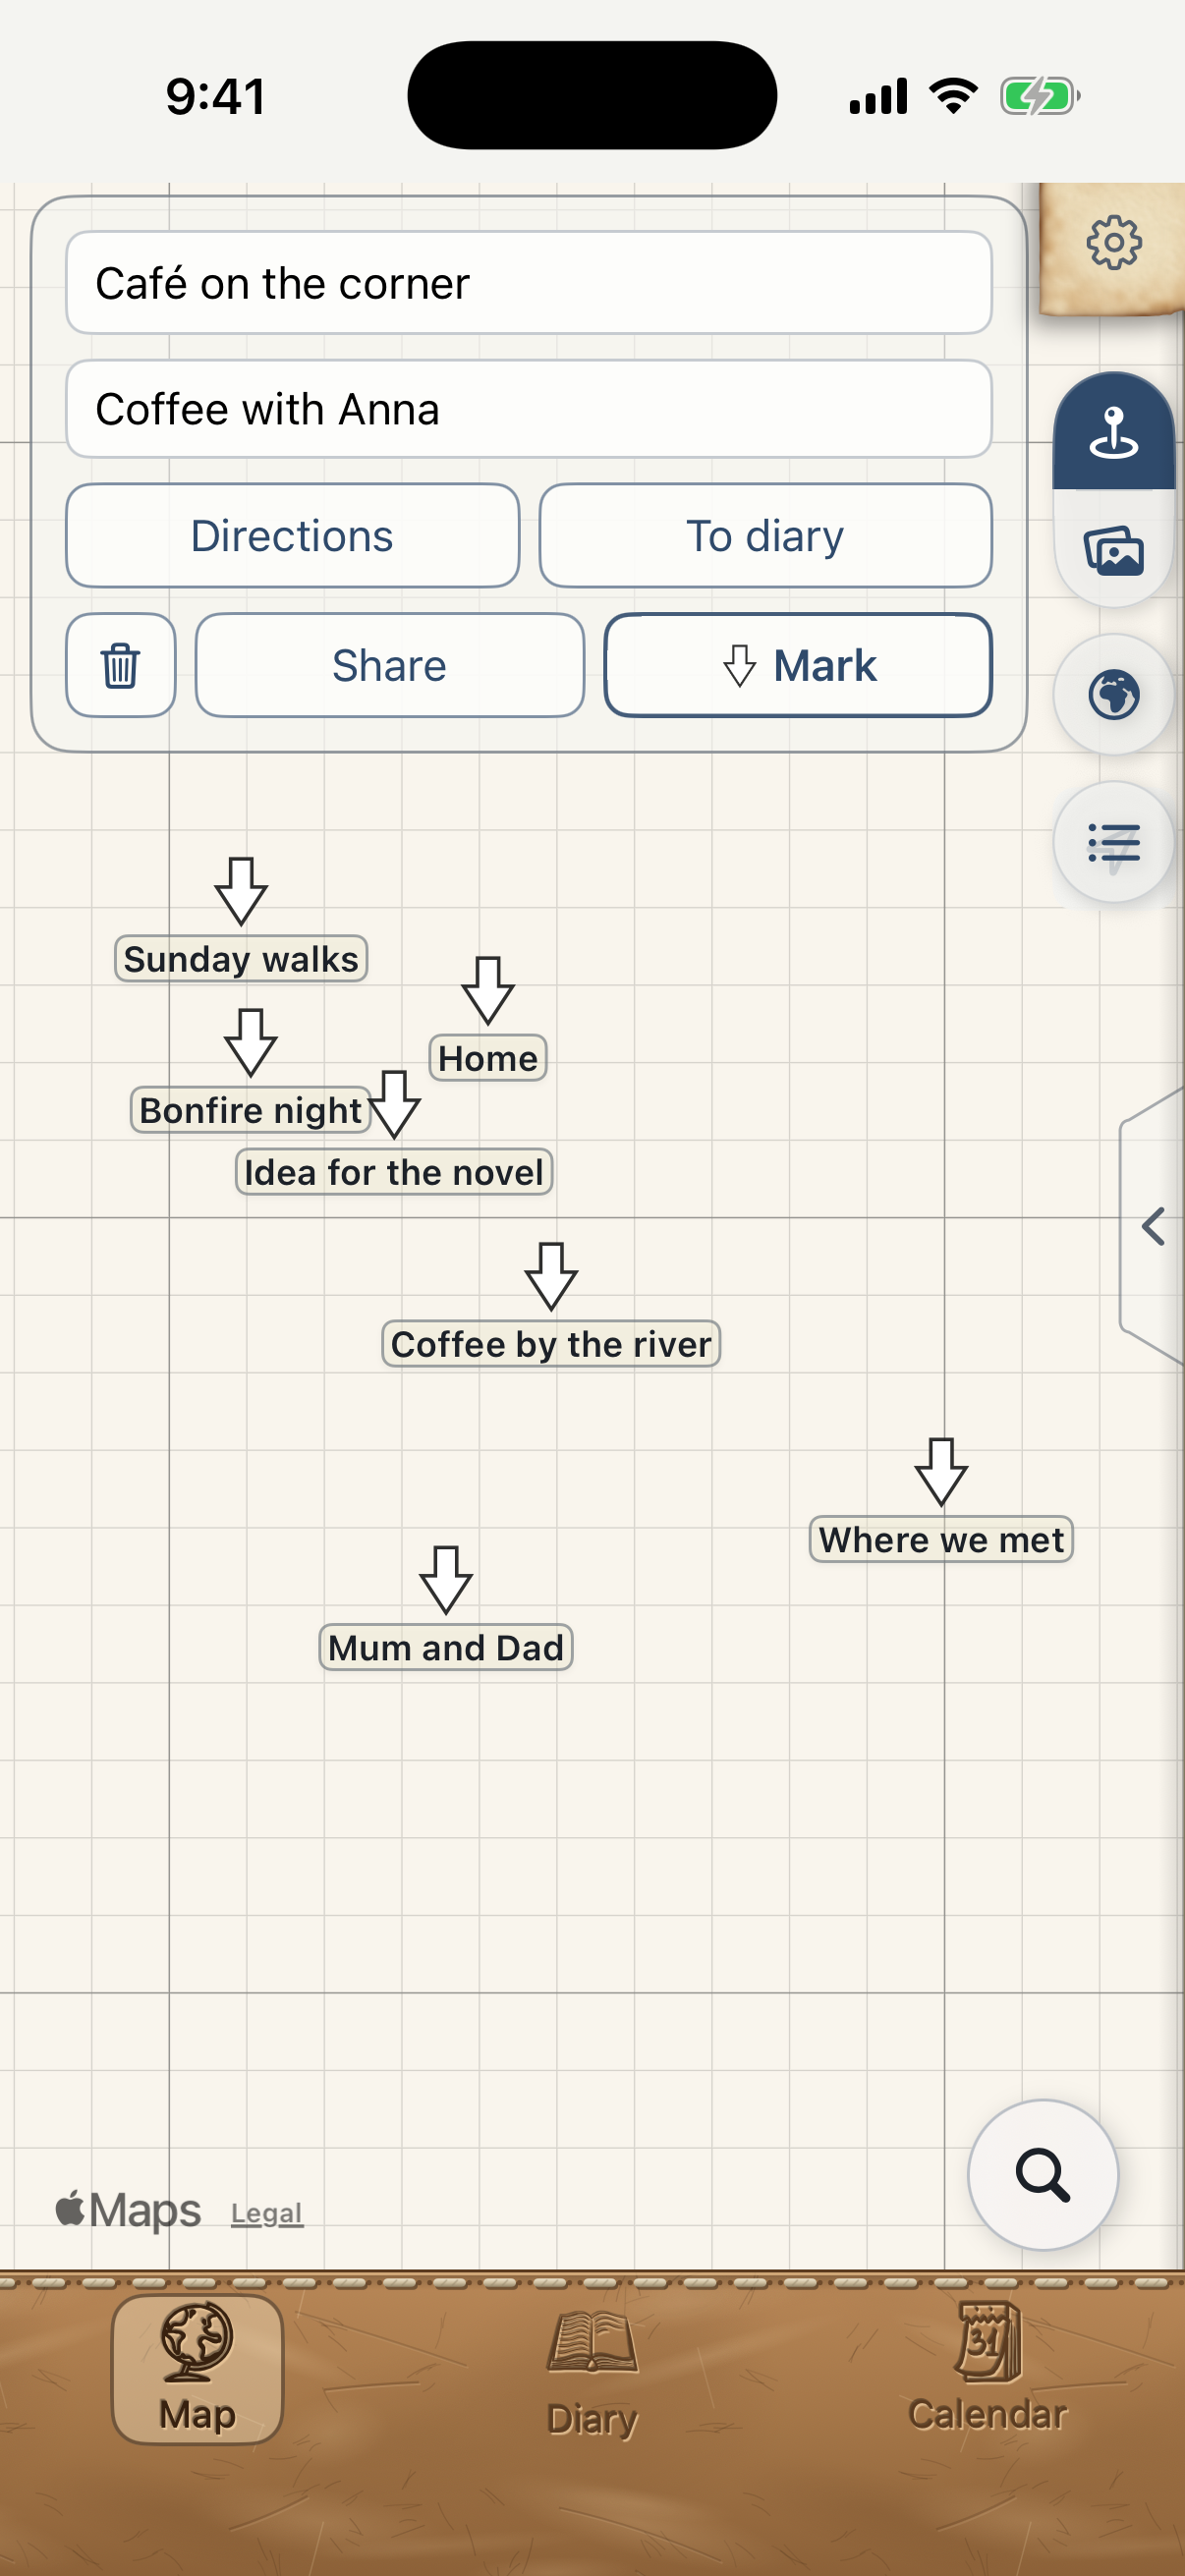 9:41
Café on the corner
Coffee with Anna
Directions
To diary
Share
Mark
Sunday walks
Home
Bonfire night
Idea for the novel
Coffee by the river
Where we met
Mum and Dad
Maps
Legal
31
Map
Diary
Calendar